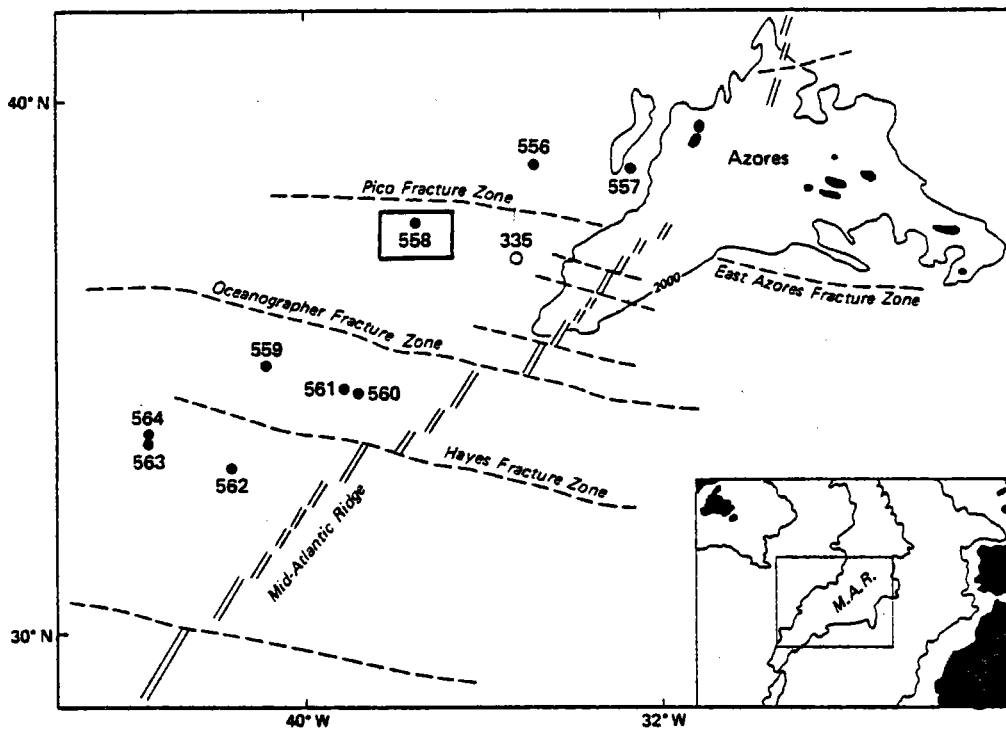 40° N
556
Azores
557
Pico Fracture Zone
558
335
2000
East Azores Fracture Zone
Oceanographer Fracture Zone
559
561
560
564
563
562
Hayes Fracture Zone
Mid-Atlantic Ridge
M.A.R.
30° N
40° W
32° W